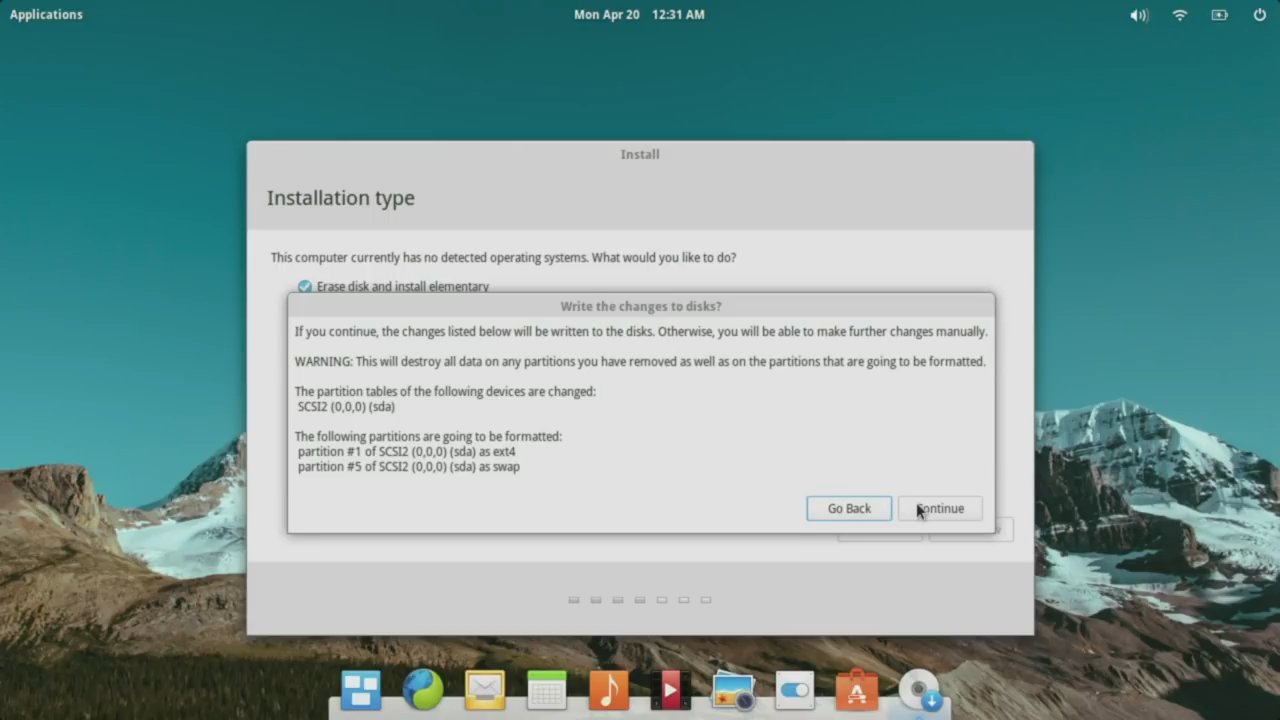 Applications
Mon Apr 20 12:31 AM
Install
Installation type
This computer currently has no detected operating systems. What would you like to do?
Erase disk and install elementary
Write the changes to disks?
If you continue, the changes listed below will be written to the disks. Otherwise, you will be able to make further changes manually.
WARNING: This will destroy all data on any partitions you have removed as well as on the partitions that are going to be formatted.
The partition tables of the following devices are changed:
SCSI2 (0,0,0) (sda)
The following partitions are going to be formatted:
partition #1 of SCSI2 (0,0,0) (sda) as ext4
partition #5 of SCSI2 (0,0,0) (sda) as swap
Go Back Continue